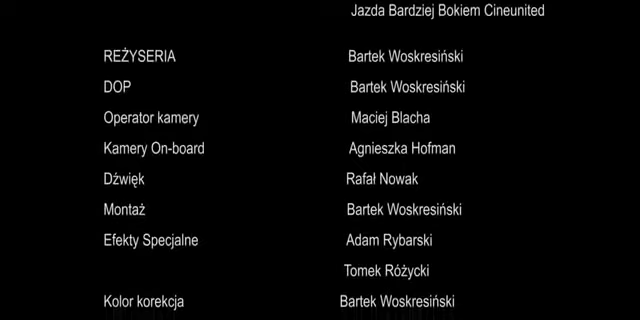 Jazda Bardziej Bokiem Cineunited
REŻYSERIA Bartek Woskresiński
DOP Bartek Woskresiński
Operator kamery Maciej Blacha
Kamery On-board Agnieszka Hofman
Dźwięk Rafał Nowak
Montaż Bartek Woskresiński
Efekty Specjalne Adam Rybarski
Tomek Różycki
Kolor korekcja Bartek Woskresiński